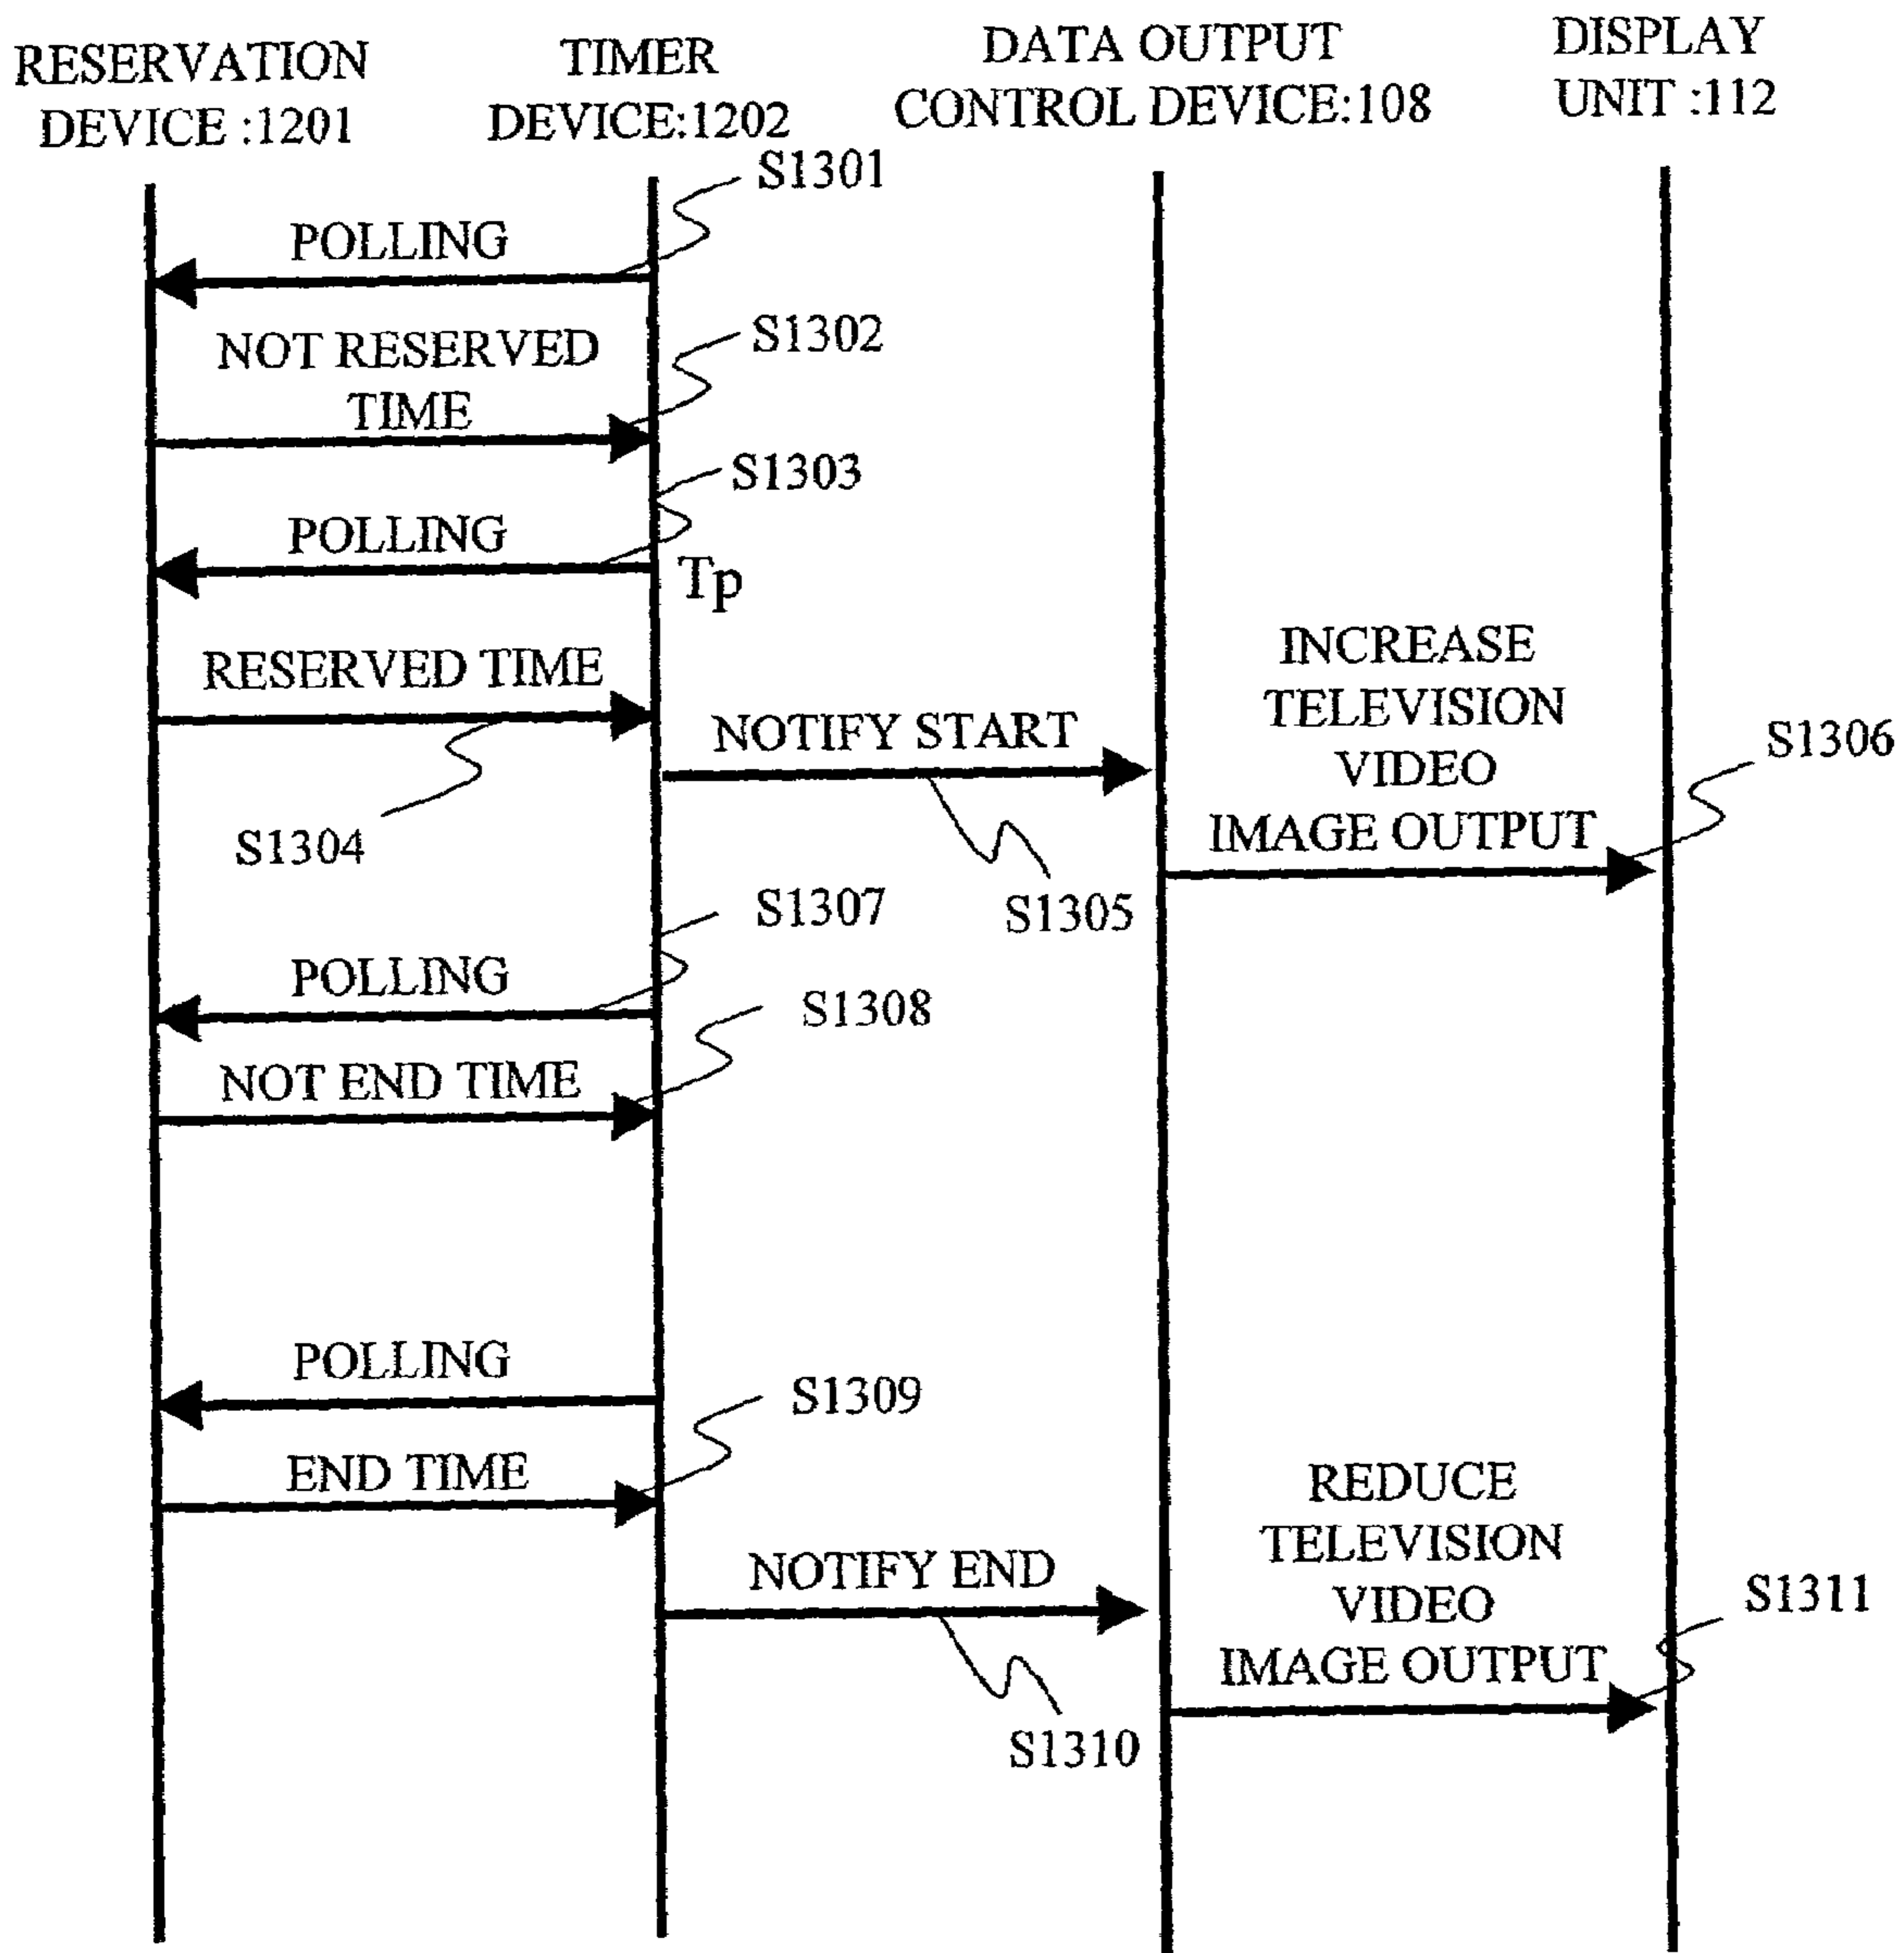 RESERVATION
DEVICE :1201
TIMER
DEVICE:1202
DATA OUTPUT
CONTROL DEVICE:108
DISPLAY
UNIT :112
S1301
POLLING
NOT RESERVED
TIME
S1302
S1303
POLLING
Tp
RESERVED TIME
S1304
NOTIFY START
S1305
INCREASE
TELEVISION
VIDEO
IMAGE OUTPUT
S1306
S1307
POLLING
S1308
NOT END TIME
POLLING
S1309
END TIME
NOTIFY END
S1310
REDUCE
TELEVISION
VIDEO
IMAGE OUTPUT
S1311